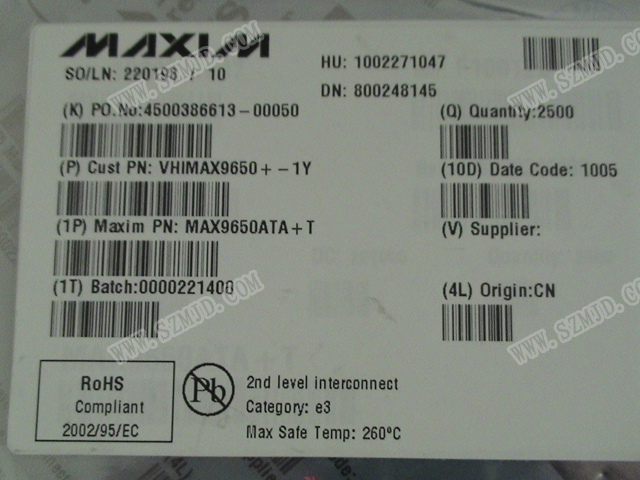 MAXIM
SO/LN: 220198 / 10
HU: 1002271047
DN: 800248145
(K) PO.No:4500386613-00050
(Q) Quantity:2500
(P) Cust PN: VHIMAX9650+-1Y
(10D) Date Code: 1005
(1P) Maxim PN: MAX9650ATA+T
(V) Supplier:
(1T) Batch:0000221408
(4L) Origin:CN
RoHS
Compliant
2002/95/EC
Pb
2nd level interconnect
Category: e3
Max Safe Temp: 260ºC
WWW.SZMJD.COM
WWW.SZMJD.COM
WWW.SZMJD.COM
WWW.SZMJD.COM